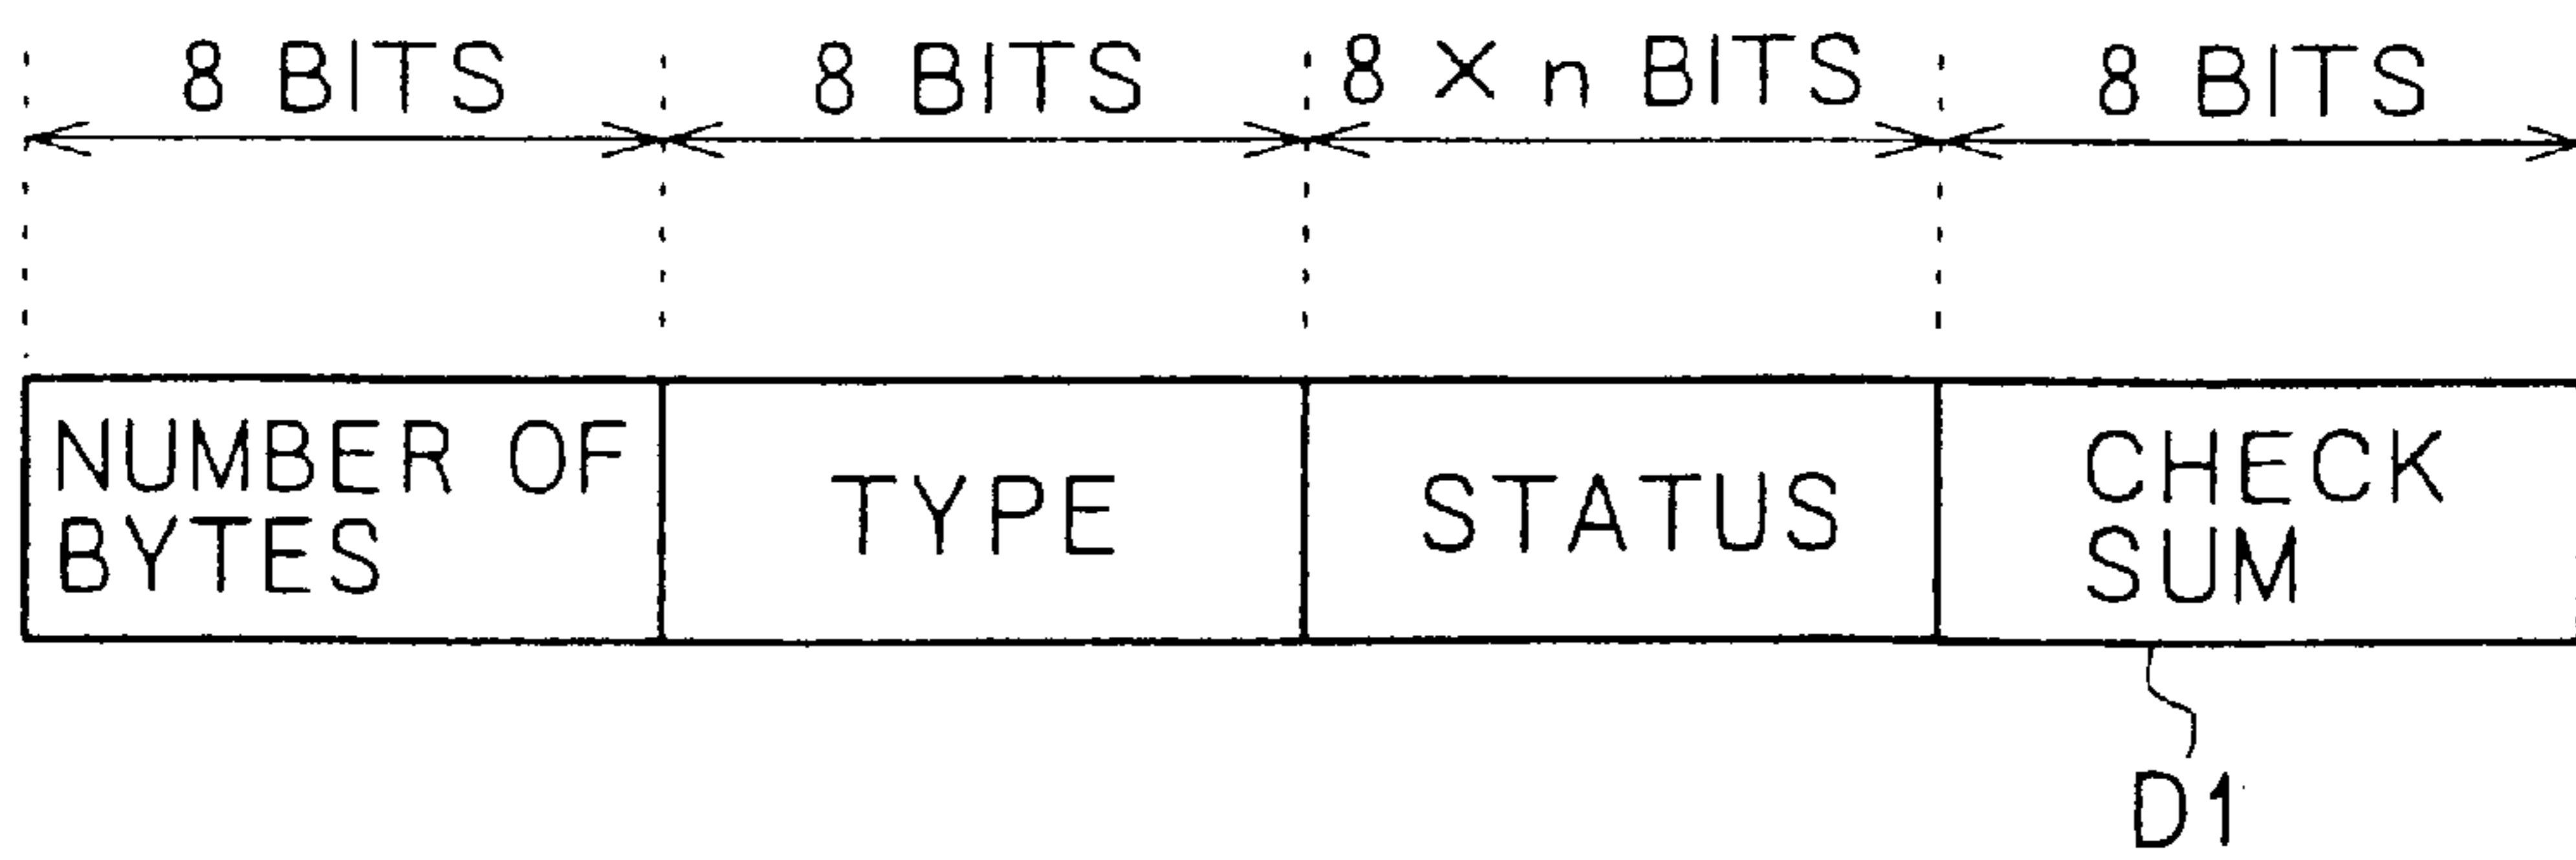 8 BITS 8 BITS 8 × n BITS 8 BITS
NUMBER OF
BYTES
TYPE
STATUS
CHECK
SUM
D1